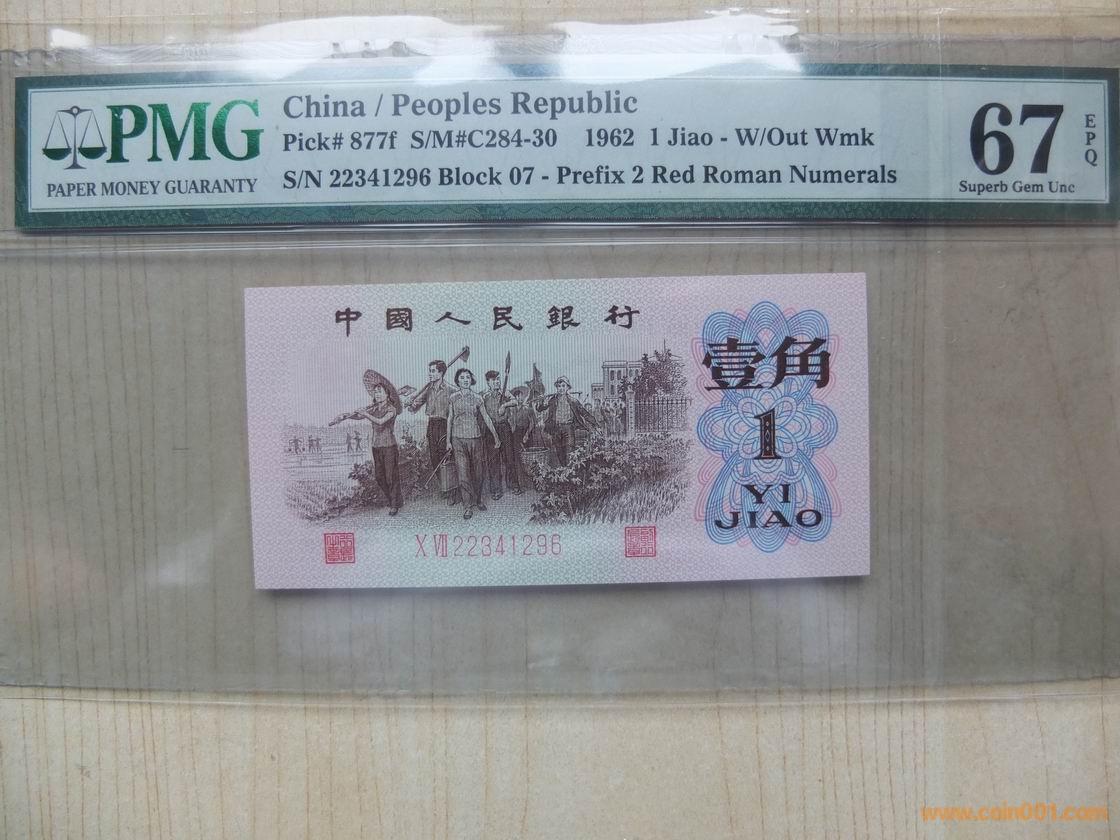 PMG
PAPER MONEY GUARANTY
China / Peoples Republic
Pick# 877f S/M#C284-30 1962 1 Jiao - W/Out Wmk
S/N 22341296 Block 07 - Prefix 2 Red Roman Numerals
67
EPQ
Superb Gem Unc
中國人民銀行
壹角
1
YI
JIAO
X VII 22341296
www.coin001.com